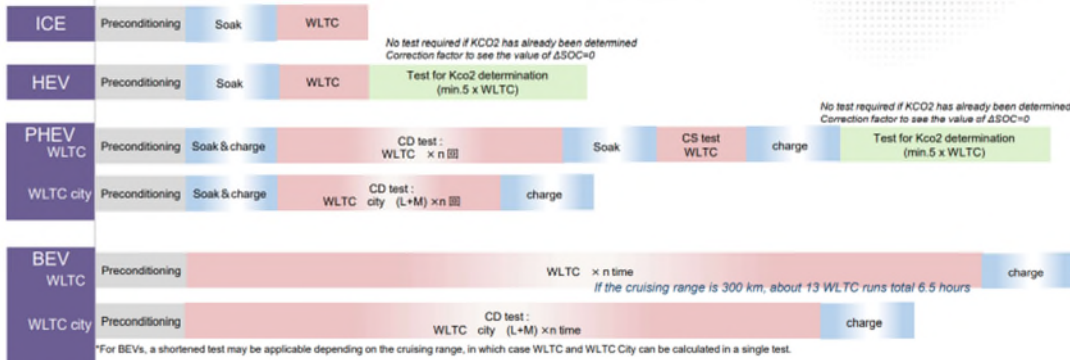 ICE Preconditioning Soak WLTC
No test required if KCO2 has already been determined
Correction factor to see the value of ΔSOC=0
HEV Preconditioning Soak WLTC Test for Kco2 determination
(min.5 x WLTC)
No test required if KCO2 has already been determined
Correction factor to see the value of ΔSOC=0
PHEV
WLTC Preconditioning Soak & charge CD test : Soak CS test charge Test for Kco2 determination
WLTC × n 回 WLTC (min.5 x WLTC)
WLTC city Preconditioning Soak & charge CD test : charge
WLTC city (L+M) ×n 回
BEV
WLTC Preconditioning WLTC × n time charge
If the cruising range is 300 km, about 13 WLTC runs total 6.5 hours
WLTC city Preconditioning CD test : charge
WLTC city (L+M) ×n time
*For BEVs, a shortened test may be applicable depending on the cruising range, in which case WLTC and WLTC City can be calculated in a single test.